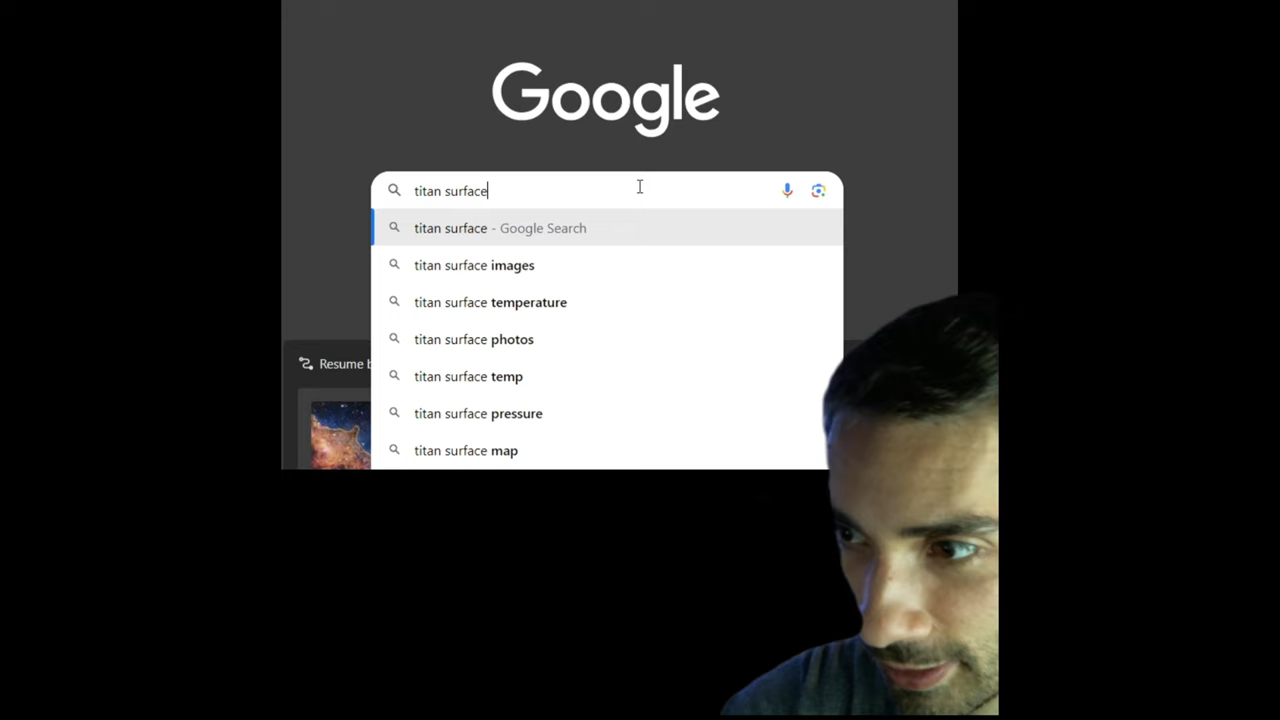 Google
titan surface
titan surface - Google Search
titan surface images
titan surface temperature
titan surface photos
Resume b
titan surface temp
titan surface pressure
titan surface map